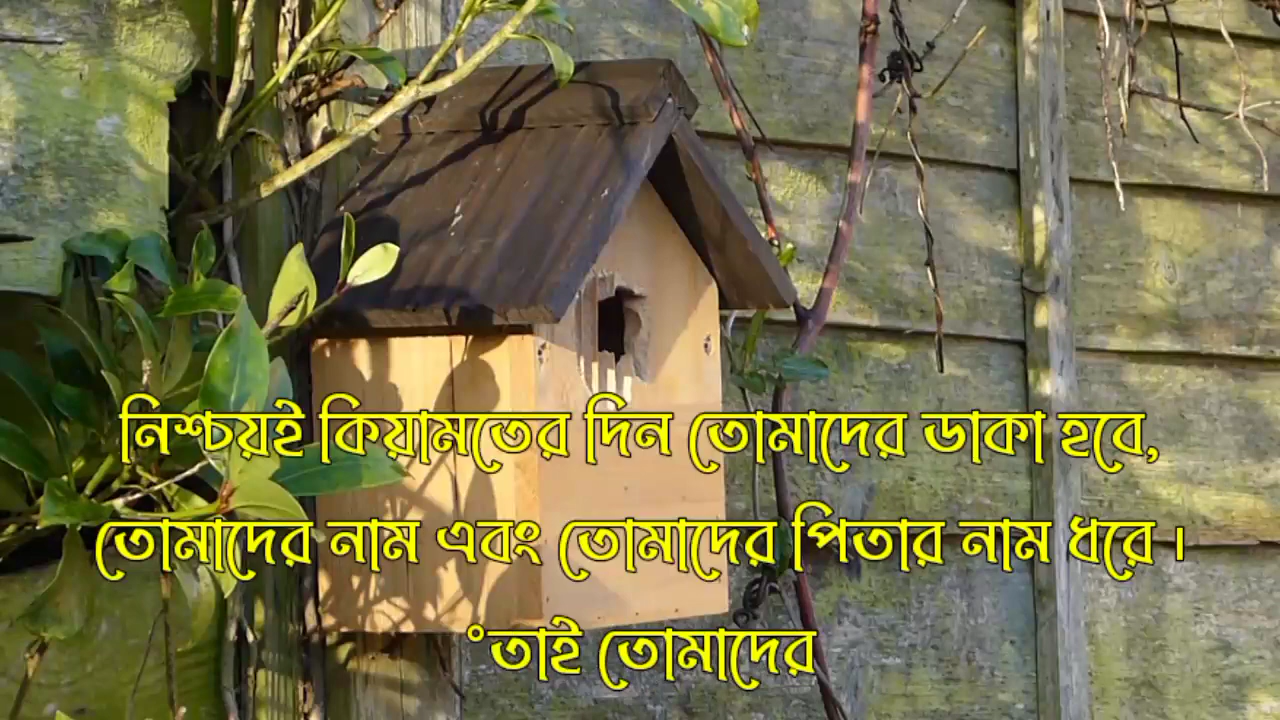 নিশ্চয়ই কিয়ামতের দিন তোমাদের ডাকা হবে,
তোমাদের নাম এবং তোমাদের পিতার নাম ধরে ।
°তাই তোমাদের